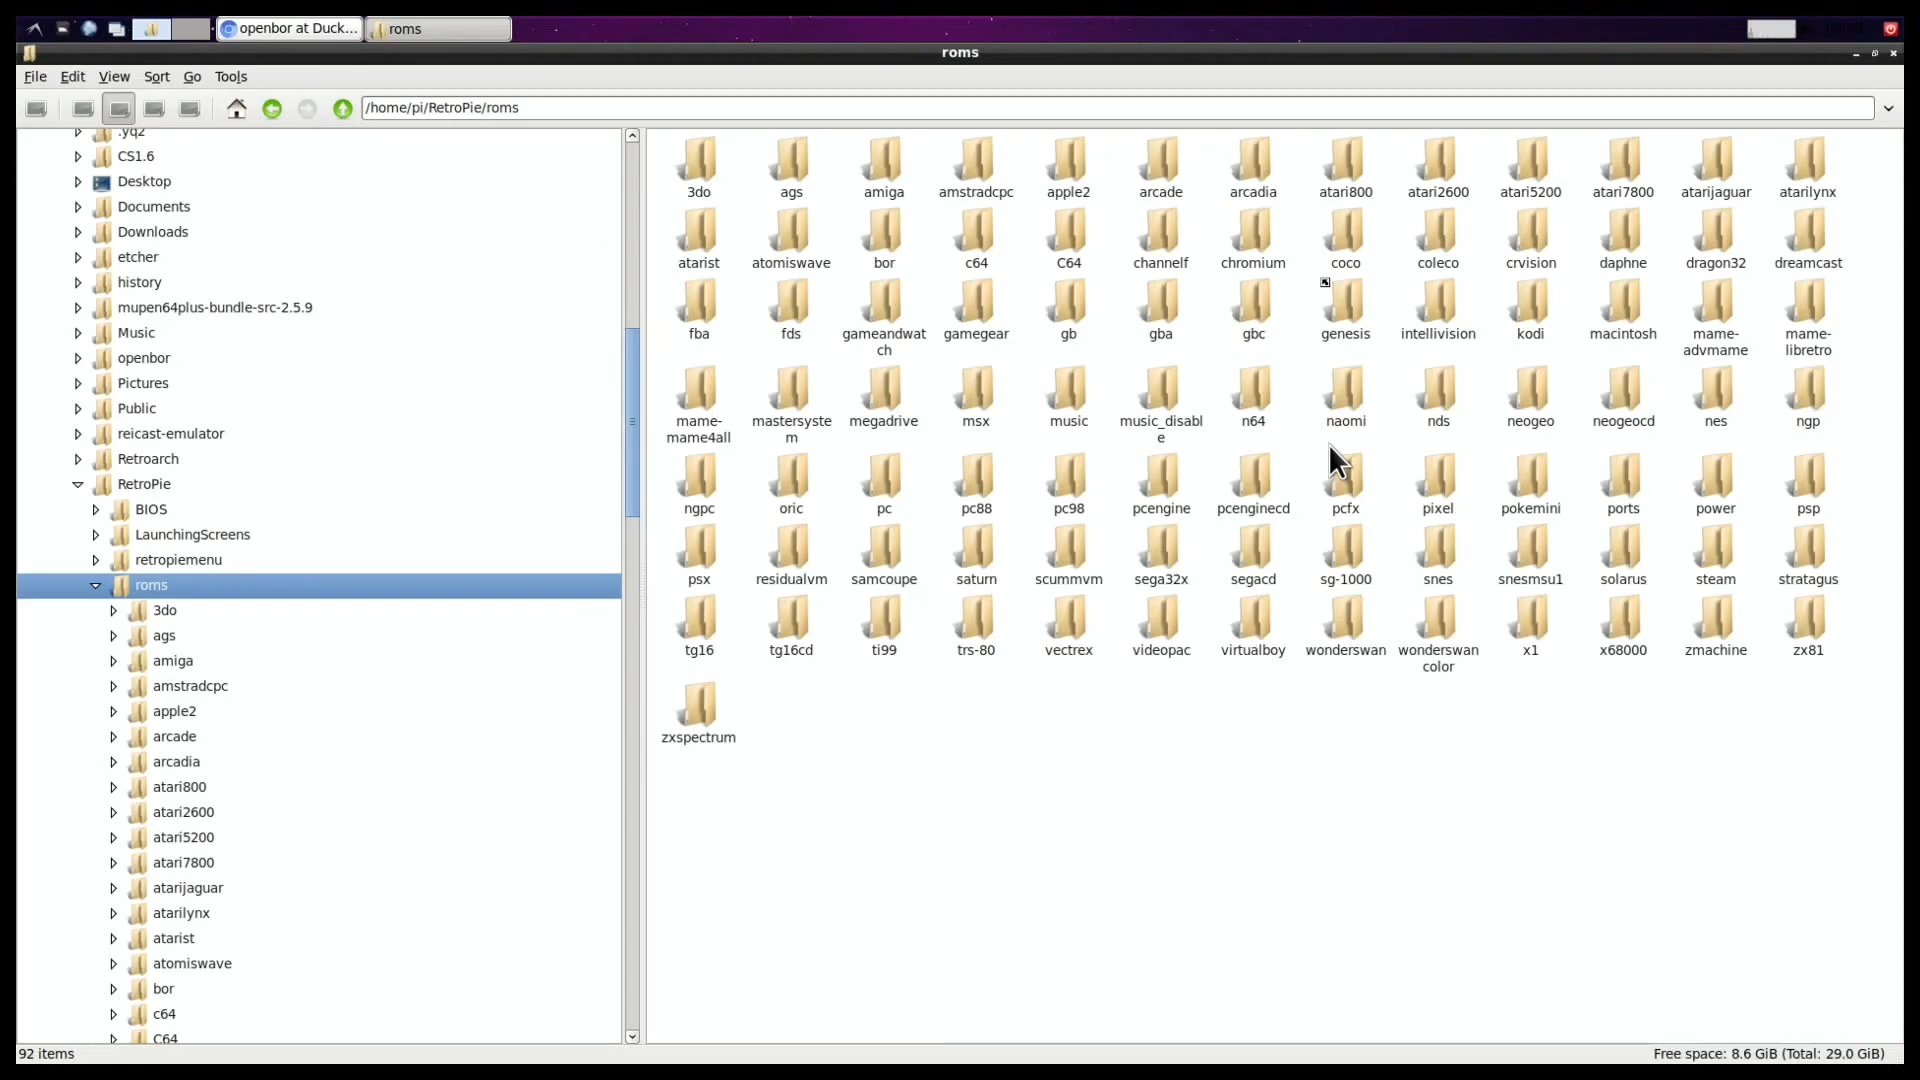 openbor at Duck...
roms
roms
File Edit View Sort Go Tools
/home/pi/RetroPie/roms
.yq2
CS1.6
Desktop
Documents
Downloads
etcher
history
mupen64plus-bundle-src-2.5.9
Music
openbor
Pictures
Public
reicast-emulator
Retroarch
RetroPie
BIOS
LaunchingScreens
retropiemenu
roms
3do
ags
amiga
amstradcpc
apple2
arcade
arcadia
atari800
atari2600
atari5200
atari7800
atarijaguar
atarilynx
atarist
atomiswave
bor
c64
C64
3do ags amiga amstradcpc apple2 arcade arcadia atari800 atari2600 atari5200 atari7800 atarijaguar atarilynx
atarist atomiswave bor c64 C64 channelf chromium coco coleco crvision daphne dragon32 dreamcast
fba fds gameandwat gamegear gb gba gbc genesis intellivision kodi macintosh mame- mame-
ch advmame libretro
mame- mastersyste megadrive msx music music_disabl n64 naomi nds neogeo neogeocd nes ngp
mame4all m e
ngpc oric pc pc88 pc98 pcengine pcenginecd pcfx pixel pokemini ports power psp
psx residualvm samcoupe saturn scummvm sega32x segacd sg-1000 snes snesmsu1 solarus steam stratagus
tg16 tg16cd ti99 trs-80 vectrex videopac virtualboy wonderswan wonderswan x1 x68000 zmachine zx81
color
zxspectrum
92 items
Free space: 8.6 GiB (Total: 29.0 GiB)